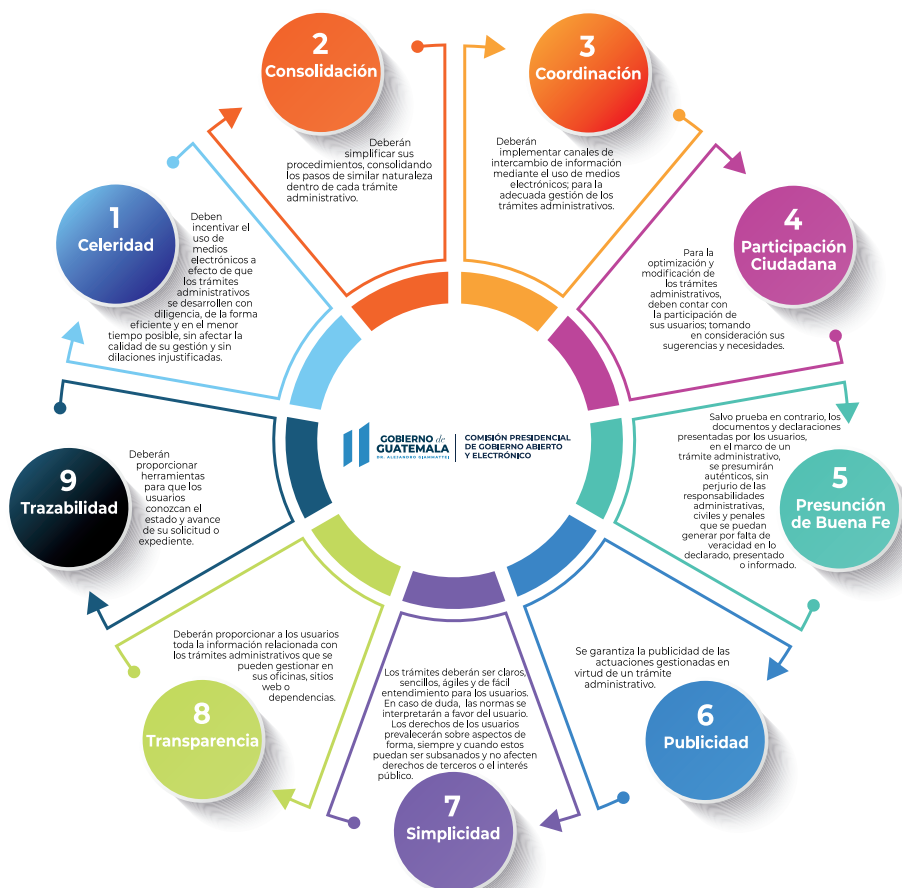 1
Celeridad
Deben
incentivar el
uso de
medios
electrónicos a
efecto de que
los trámites
administrativos
se desarrollen con
diligencia, de la forma
eficiente y en el menor
tiempo posible, sin afectar la
calidad de su gestión y sin
dilaciones injustificadas.
2
Consolidación
Deberán
simplificar sus
procedimientos, consolidando
los pasos de similar naturaleza
dentro de cada trámite
administrativo.
3
Coordinación
Deberán
implementar canales de
intercambio de información
mediante el uso de medios
electrónicos; para la
adecuada gestión de los
trámites administrativos.
4
Participación
Ciudadana
Para la
optimización y
modificación de
los trámites
administrativos,
deben contar con
la participación de
sus usuarios; tomando
en consideración sus
sugerencias y necesidades.
5
Presunción
de Buena Fe
Salvo prueba en contrario, los
documentos y declaraciones
presentadas por los usuarios,
en el marco de un
trámite administrativo,
se presumirán
auténticos, sin
perjurio de las
responsabilidades
administrativas,
civiles y penales
que se puedan
generar por falta de
veracidad en lo
declarado, presentado
o informado.
6
Publicidad
Se garantiza la publicidad de las
actuaciones gestionadas en
virtud de un trámite
administrativo.
7
Simplicidad
Los trámites deberán ser claros,
sencillos, ágiles y de fácil
entendimiento para los usuarios.
En caso de duda, las normas se
interpretarán a favor del usuario.
Los derechos de los usuarios
prevalecerán sobre aspectos de
forma, siempre y cuando estos
puedan ser subsanados y no afecten
derechos de terceros o el interés
público.
8
Transparencia
Deberán proporcionar a los usuarios
toda la información relacionada con
los trámites administrativos que se
pueden gestionar en
sus oficinas, sitios
web o
dependencias.
9
Trazabilidad
Deberán
proporcionar
herramientas
para que los
usuarios
conozcan el
estado y avance
de su solicitud o
expediente.
GOBIERNO de
GUATEMALA
DR. ALEJANDRO GIAMMATTEI
COMISIÓN PRESIDENCIAL
DE GOBIERNO ABIERTO
Y ELECTRÓNICO